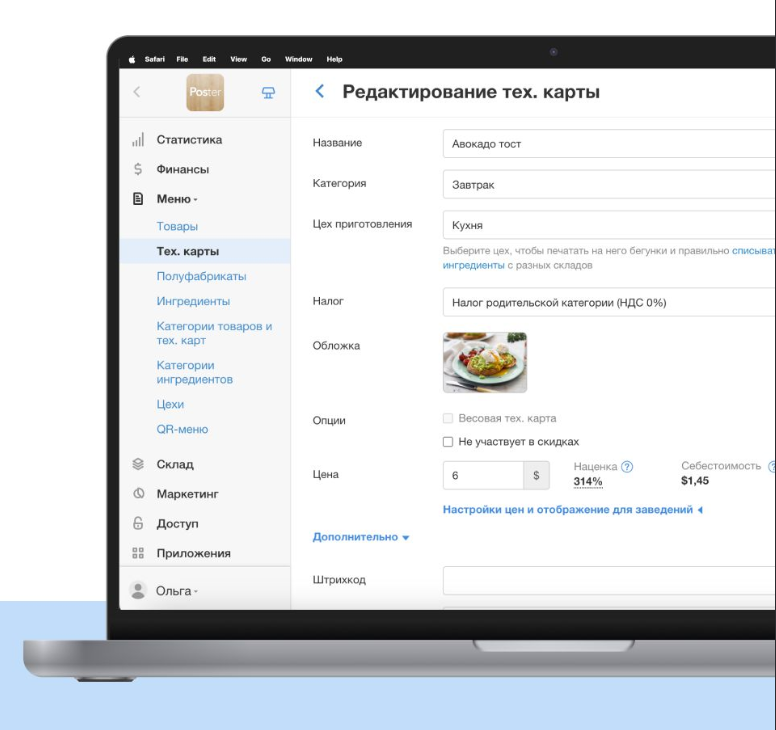 Safari File Edit View Go Window Help
Poster
Редактирование тех. карты
Статистика
Финансы
Меню
Товары
Тех. карты
Полуфабрикаты
Ингредиенты
Категории товаров и
тех. карт
Категории
ингредиентов
Цехи
QR-меню
Склад
Маркетинг
Доступ
Приложения
Ольга
Название
Авокадо тост
Категория
Завтрак
Цех приготовления
Кухня
Выберите цех, чтобы печатать на него бегунки и правильно списыват
ингредиенты с разных складов
Налог
Налог родительской категории (НДС 0%)
Обложка
Опции
Весовая тех. карта
Не участвует в скидках
Цена
6 $
Наценка ?
314%
Себестоимость ?
$1,45
Настройки цен и отображение для заведений
Дополнительно
Штрихкод